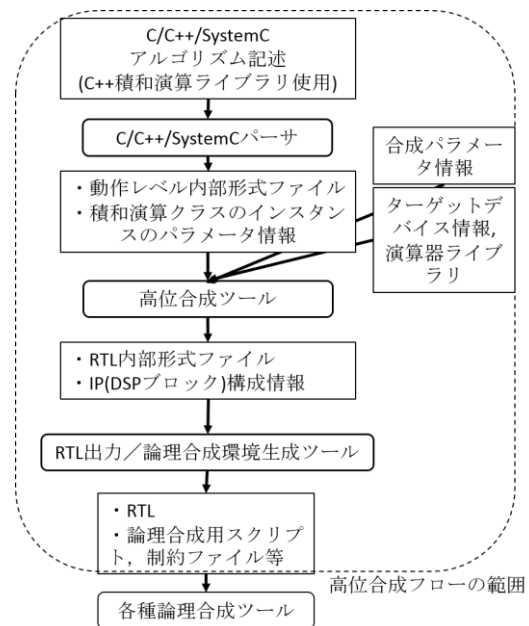 C/C++/SystemC
アルゴリズム記述
(C++積和演算ライブラリ使用)
C/C++/SystemCパーサ
合成パラメー
タ情報
・動作レベル内部形式ファイル
・積和演算クラスのインスタン
スのパラメータ情報
ターゲットデ
バイス情報,
演算器ライブ
ラリ
高位合成ツール
・RTL内部形式ファイル
・IP(DSPブロック)構成情報
RTL出力／論理合成環境生成ツール
・RTL
・論理合成用スクリプ
ト，制約ファイル等
高位合成フローの範囲
各種論理合成ツール